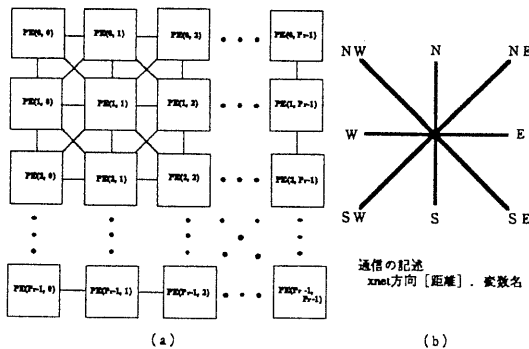 PE(0, 0) PE(0, 1) PE(0, 2) PE(0, Pr-1)
PE(1, 0) PE(1, 1) PE(1, 2) PE(1, Pr-1)
PE(2, 0) PE(2, 1) PE(2, 2) PE(2, Pr-1)
PE(Pr-1, 0) PE(Pr-1, 1) PE(Pr-1, 2) PE(Pr-1, Pr-1)
(a)
NW N NE
W E
SW S SE
通信の記述
xnet方向 [距離] . 変数名
(b)